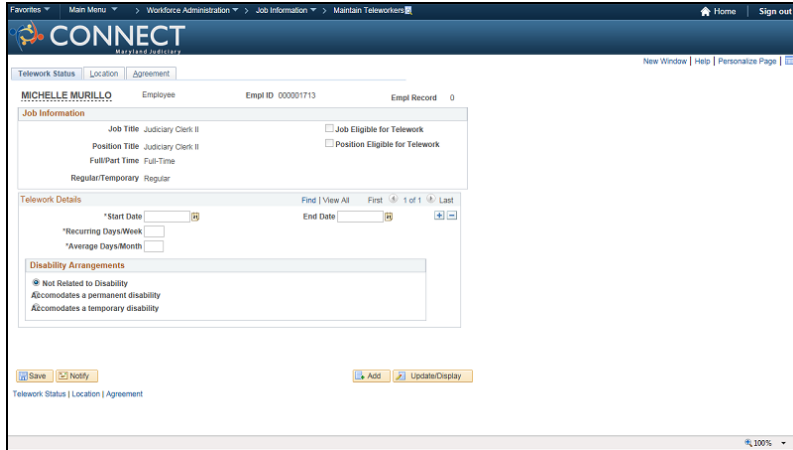 Favorites Main Menu > Workforce Administration > Job Information > Maintain Teleworkers Home Sign out
CONNECT
Maryland Judiciary
New Window | Help | Personalize Page |
Telework Status Location Agreement
MICHELLE MURILLO Employee Empl ID 000001713 Empl Record 0
Job Information
Job Title Judiciary Clerk II Job Eligible for Telework
Position Title Judiciary Clerk II Position Eligible for Telework
Full/Part Time Full-Time
Regular/Temporary Regular
Telework Details Find | View All First 1 of 1 Last
*Start Date End Date
*Recurring Days/Week
*Average Days/Month
Disability Arrangements
Not Related to Disability
Accomodates a permanent disability
Accomodates a temporary disability
Save Notify Add Update/Display
Telework Status | Location | Agreement
100%